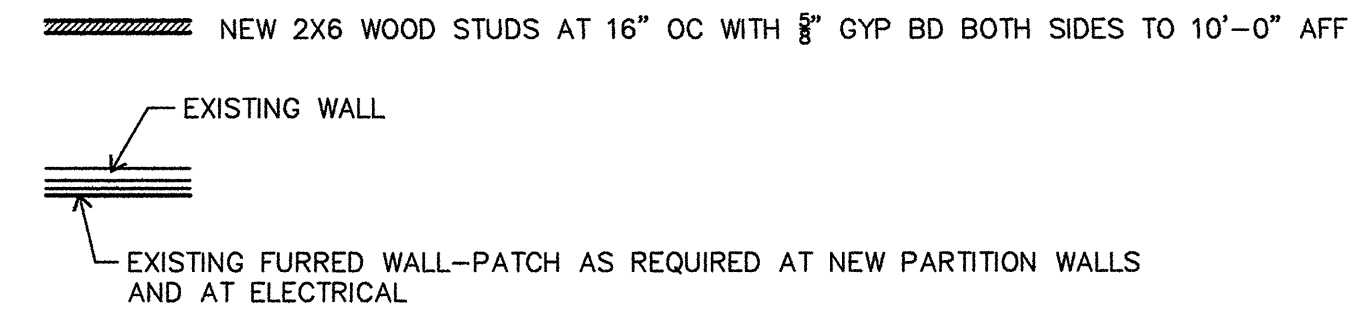 NEW 2X6 WOOD STUDS AT 16" OC WITH 5/8" GYP BD BOTH SIDES TO 10'-0" AFF
EXISTING WALL
EXISTING FURRED WALL-PATCH AS REQUIRED AT NEW PARTITION WALLS
AND AT ELECTRICAL